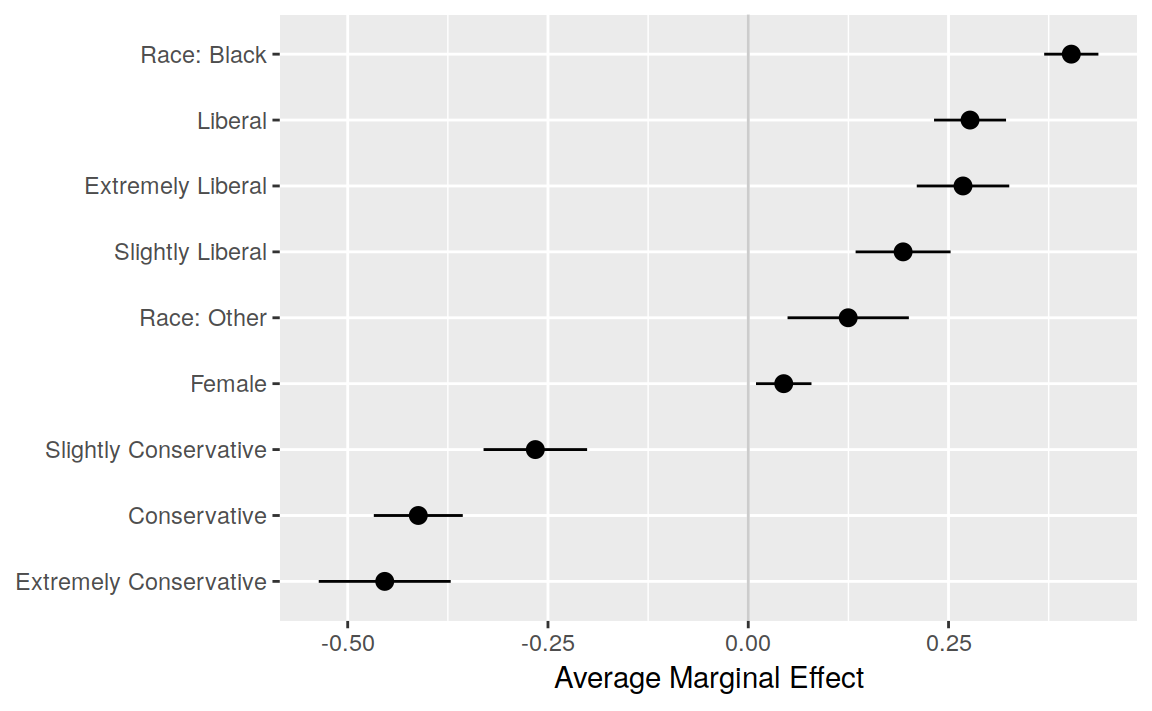 Race: Black
Liberal
Extremely Liberal
Slightly Liberal
Race: Other
Female
Slightly Conservative
Conservative
Extremely Conservative
-0.50 -0.25 0.00 0.25
Average Marginal Effect